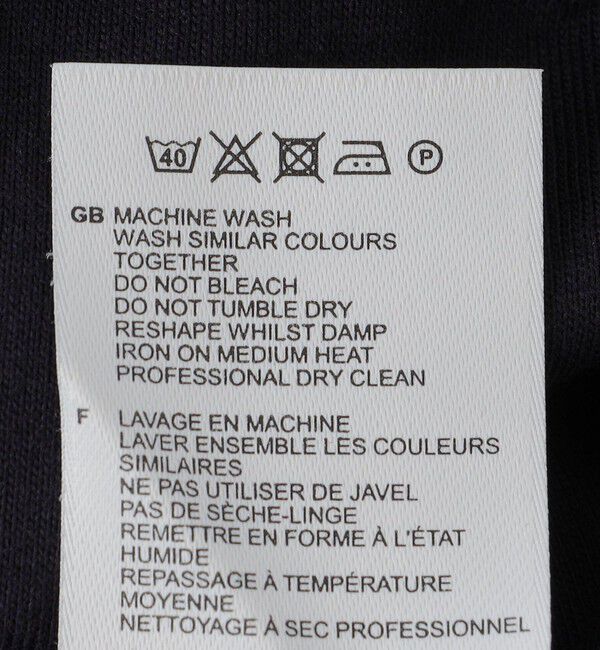 40 P
GB MACHINE WASH
WASH SIMILAR COLOURS
TOGETHER
DO NOT BLEACH
DO NOT TUMBLE DRY
RESHAPE WHILST DAMP
IRON ON MEDIUM HEAT
PROFESSIONAL DRY CLEAN
F LAVAGE EN MACHINE
LAVER ENSEMBLE LES COULEURS
SIMILAIRES
NE PAS UTILISER DE JAVEL
PAS DE SÈCHE-LINGE
REMETTRE EN FORME À L'ÉTAT
HUMIDE
REPASSAGE À TEMPÉRATURE
MOYENNE
NETTOYAGE À SEC PROFESSIONNEL